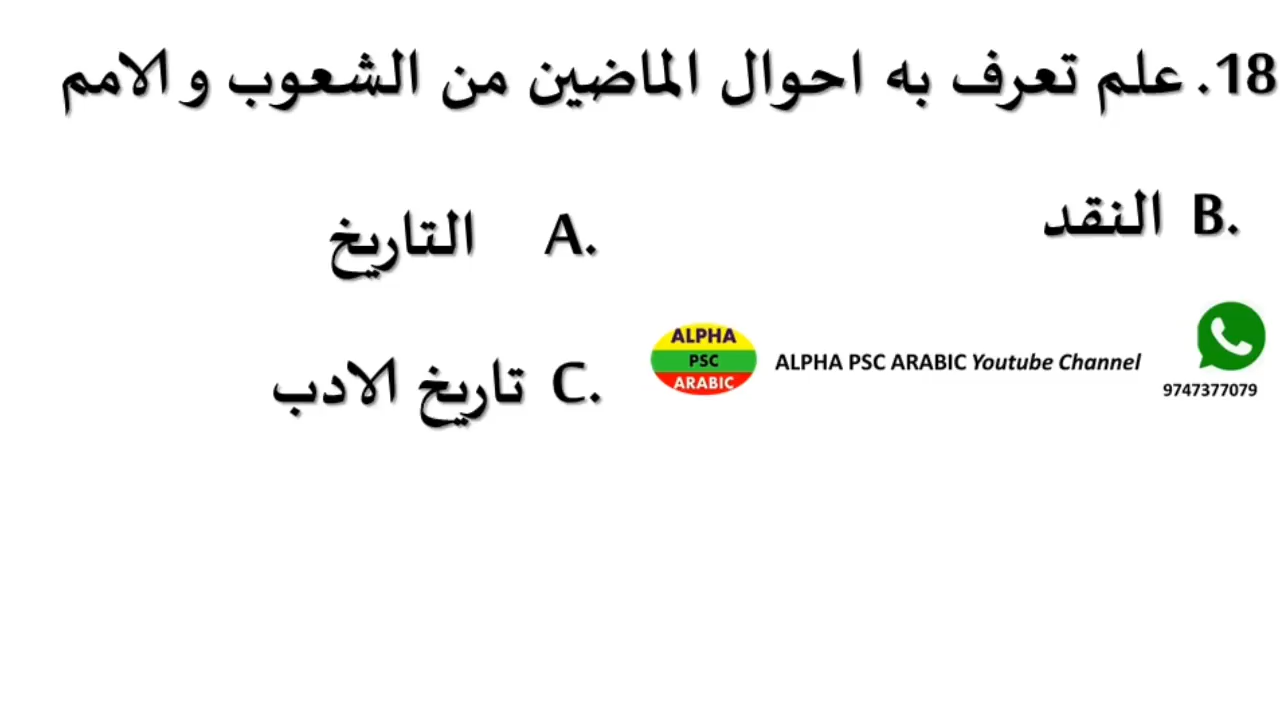 18. علم تعرف به احوال الماضين من الشعوب و الامم
B. النقد
A. التاريخ
ALPHA
PSC
ARABIC
ALPHA PSC ARABIC Youtube Channel
9747377079
C. تاريخ الادب